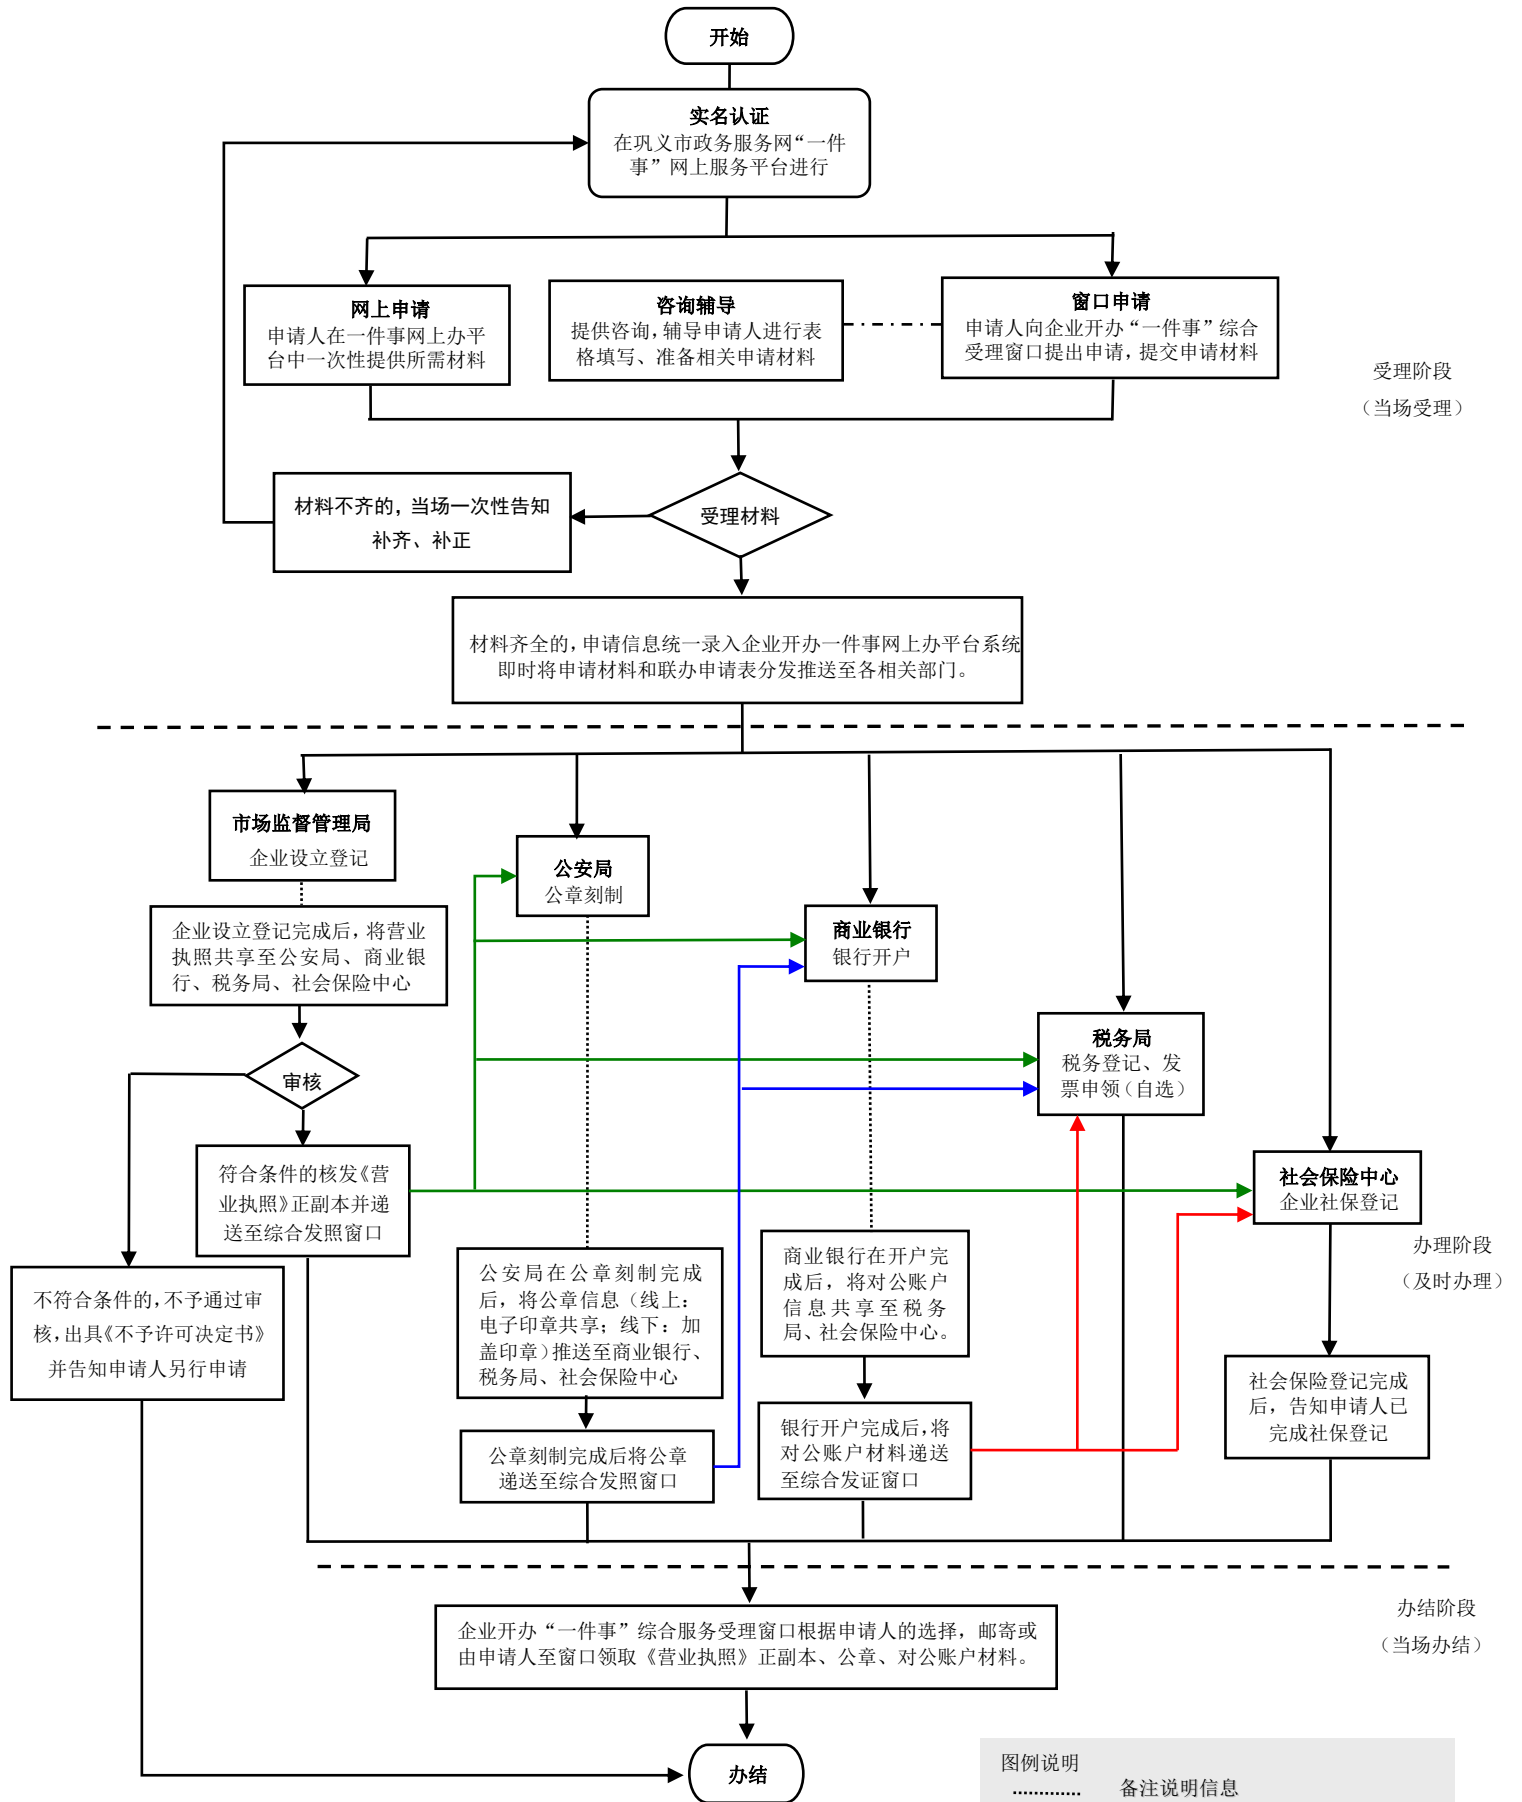 开始
实名认证
在巩义市政务服务网“一件
事”网上服务平台进行
网上申请
申请人在一件事网上办平
台中一次性提供所需材料
咨询辅导
提供咨询,辅导申请人进行表
格填写、准备相关申请材料
窗口申请
申请人向企业开办“一件事”综合
受理窗口提出申请,提交申请材料
受理阶段
（当场受理）
材料不齐的，当场一次性告知
补齐、补正
受理材料
材料齐全的,申请信息统一录入企业开办一件事网上办平台系统
即时将申请材料和联办申请表分发推送至各相关部门。
市场监督管理局
企业设立登记
公安局
公章刻制
商业银行
银行开户
企业设立登记完成后,将营业
执照共享至公安局、商业银
行、税务局、社会保险中心
税务局
税务登记、发
票申领（自选）
审核
社会保险中心
企业社保登记
符合条件的核发《营
业执照》正副本并递
送至综合发照窗口
办理阶段
（及时办理）
不符合条件的,不予通过审
核,出具《不予许可决定书》
并告知申请人另行申请
公安局在公章刻制完成
后，将公章信息（线上：
电子印章共享；线下：加
盖印章）推送至商业银行、
税务局、社会保险中心
商业银行在开户完
成后，将对公账户
信息共享至税务
局、社会保险中心。
社会保险登记完成
后，告知申请人已
完成社保登记
公章刻制完成后将公章
递送至综合发照窗口
银行开户完成后,将
对公账户材料递送
至综合发证窗口
企业开办“一件事”综合服务受理窗口根据申请人的选择，邮寄或
由申请人至窗口领取《营业执照》正副本、公章、对公账户材料。
办结阶段
（当场办结）
办结
图例说明
备注说明信息